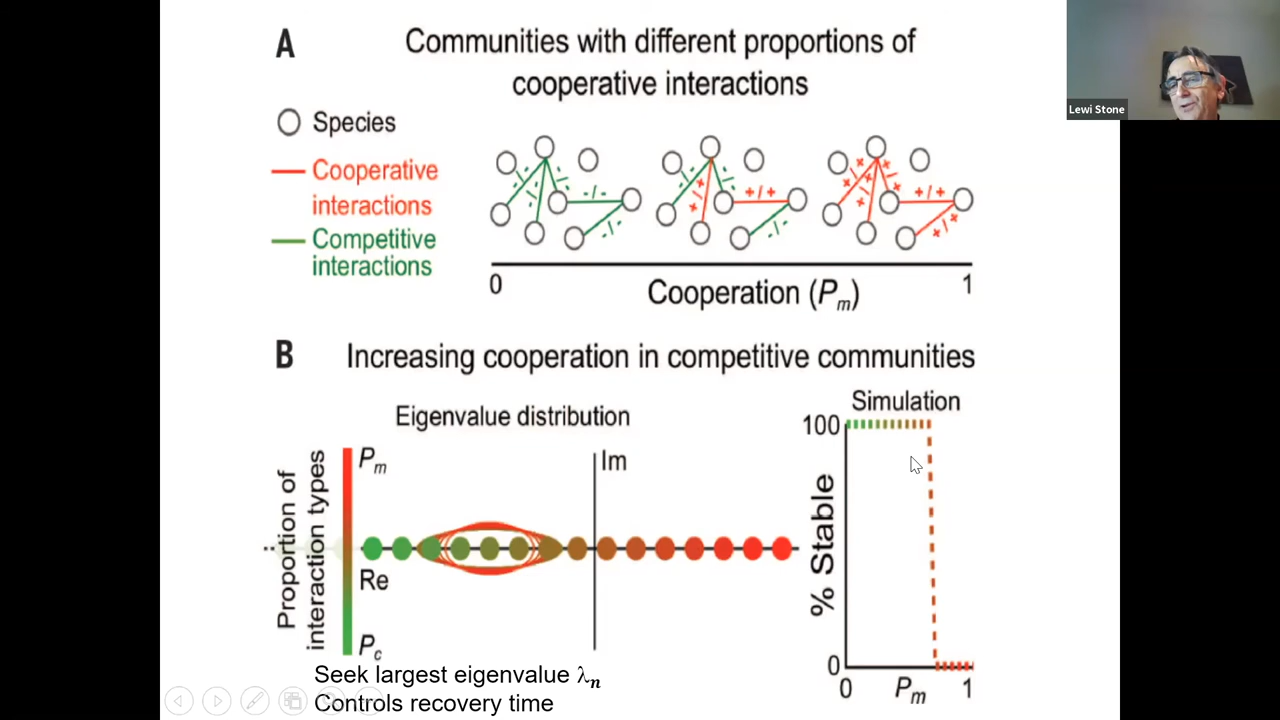 A
Communities with different proportions of
cooperative interactions
Lewi Stone
Species
Cooperative
interactions
Competitive
interactions
-/- -/- -/- -/- -/-
-/- +/+ -/- +/+ -/-
+/+ +/+ +/+ +/+ +/+
0
Cooperation (Pm)
1
B
Increasing cooperation in competitive communities
Eigenvalue distribution
Proportion of
interaction types
Pm
Im
Re
Pc
Simulation
100
% Stable
0
0
Pm
1
Seek largest eigenvalue λn
Controls recovery time